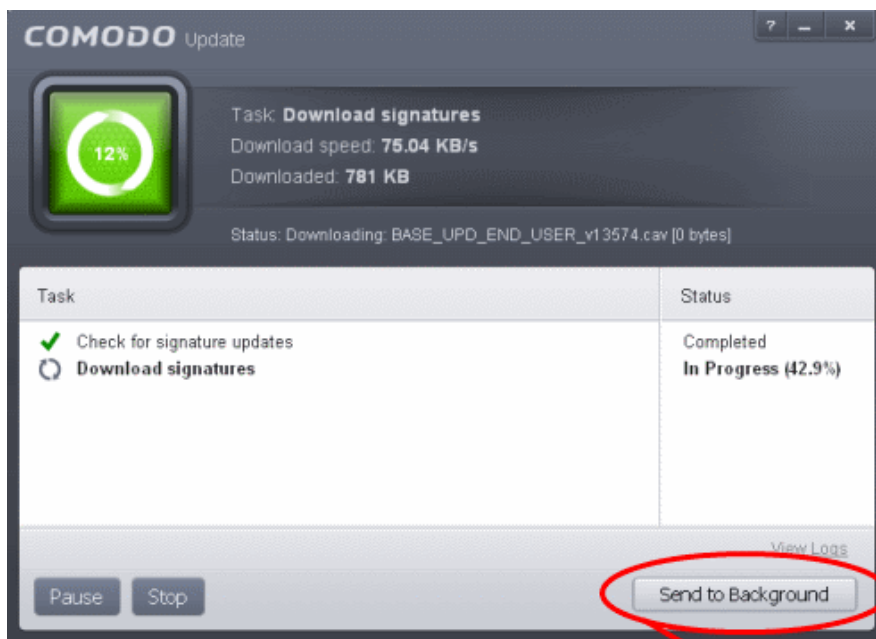 COMODO Update
? – x
12%
Task: Download signatures
Download speed: 75.04 KB/s
Downloaded: 781 KB
Status: Downloading: BASE_UPD_END_USER_v13574.cav [0 bytes]
Task Status
Check for signature updates Completed
Download signatures In Progress (42.9%)
View Logs
Pause Stop Send to Background